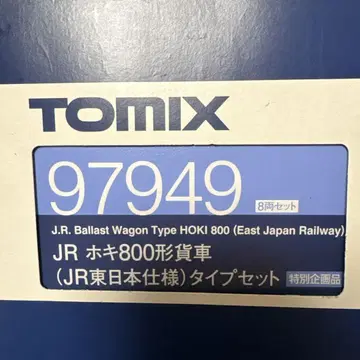 TOMIX
97949 8両セット
J.R. Ballast Wagon Type HOKI 800 (East Japan Railway)
JR ホキ800形貨車
(JR東日本仕様)タイプセット 特別企画品